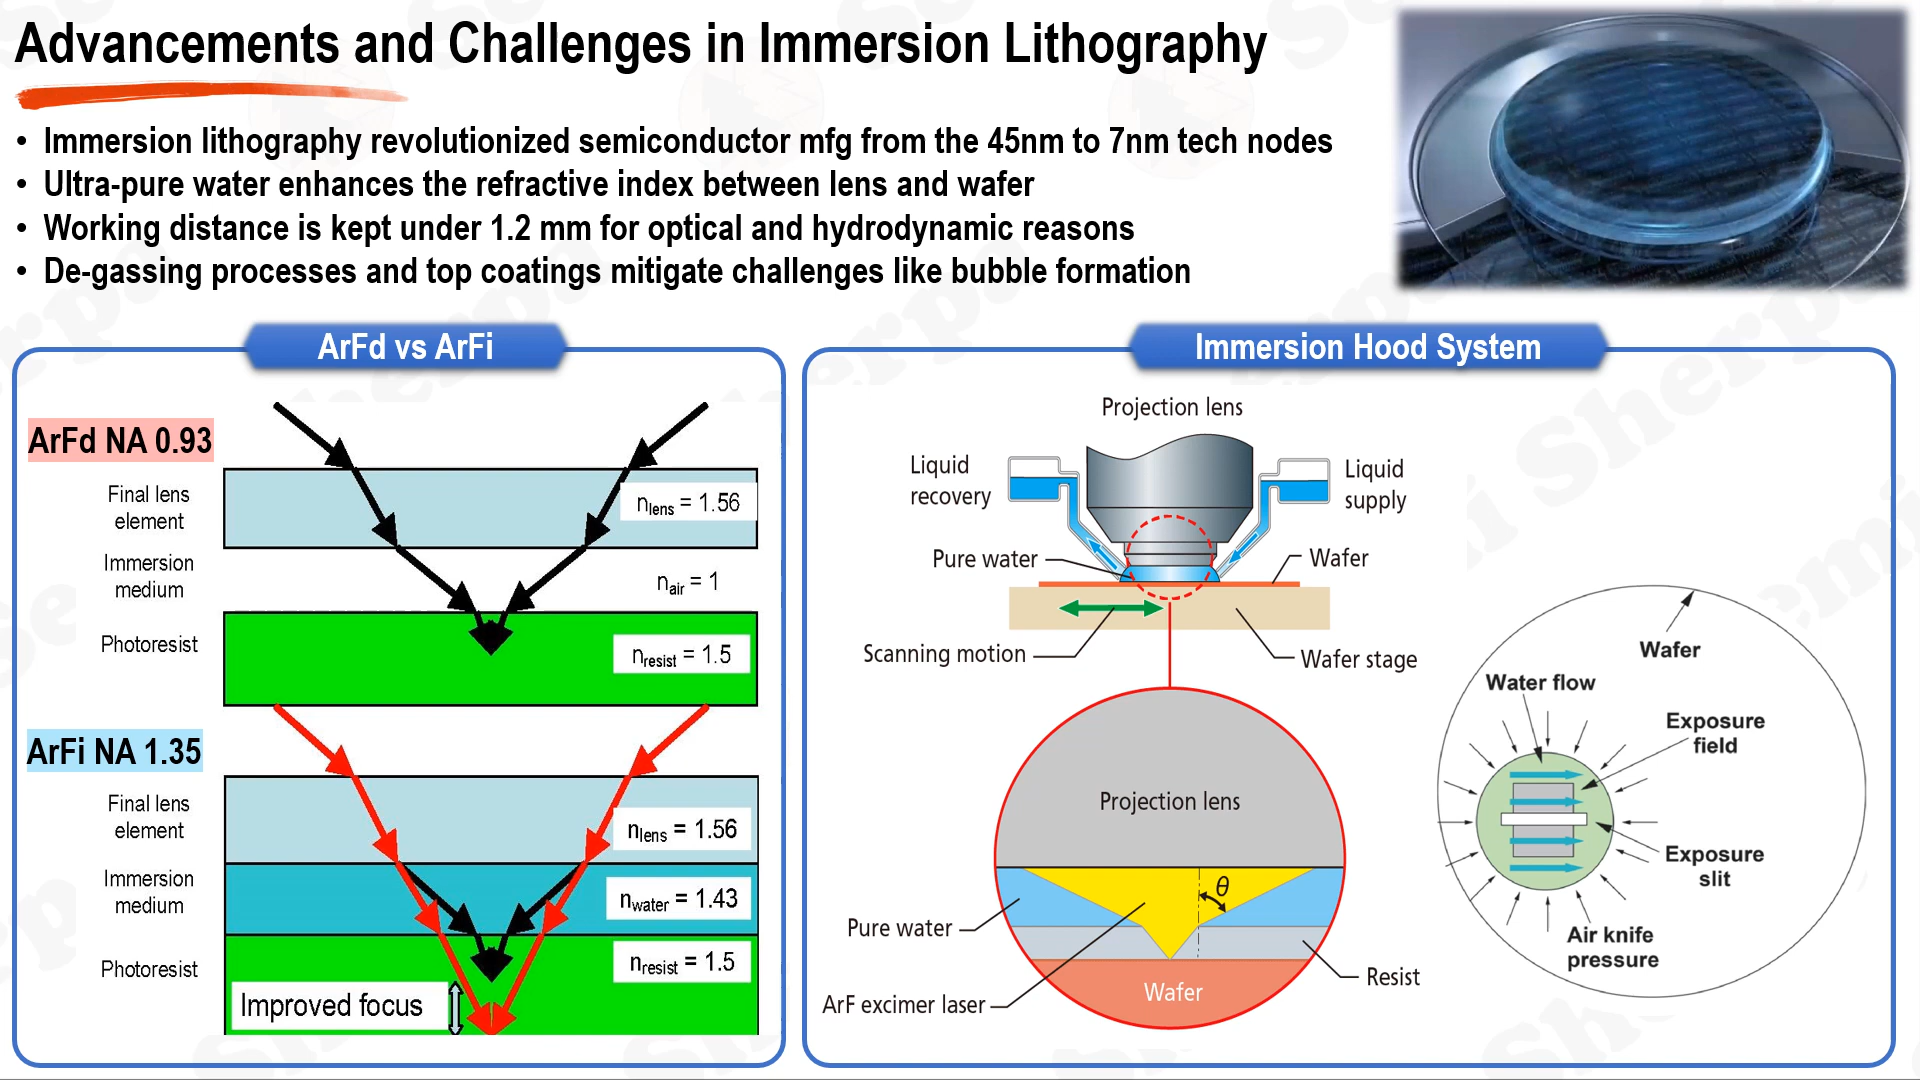 Advancements and Challenges in Immersion Lithography
• Immersion lithography revolutionized semiconductor mfg from the 45nm to 7nm tech nodes
• Ultra-pure water enhances the refractive index between lens and wafer
• Working distance is kept under 1.2 mm for optical and hydrodynamic reasons
• De-gassing processes and top coatings mitigate challenges like bubble formation
ArFd vs ArFi
ArFd NA 0.93
Final lens
element
nlens = 1.56
Immersion
medium
nair = 1
Photoresist
nresist = 1.5
ArFi NA 1.35
Final lens
element
nlens = 1.56
Immersion
medium
nwater = 1.43
Photoresist
nresist = 1.5
Improved focus
Immersion Hood System
Projection lens
Liquid
recovery
Liquid
supply
Pure water
Wafer
Scanning motion
Wafer stage
Projection lens
θ
Pure water
Resist
ArF excimer laser
Wafer
Wafer
Water flow
Exposure
field
Exposure
slit
Air knife
pressure